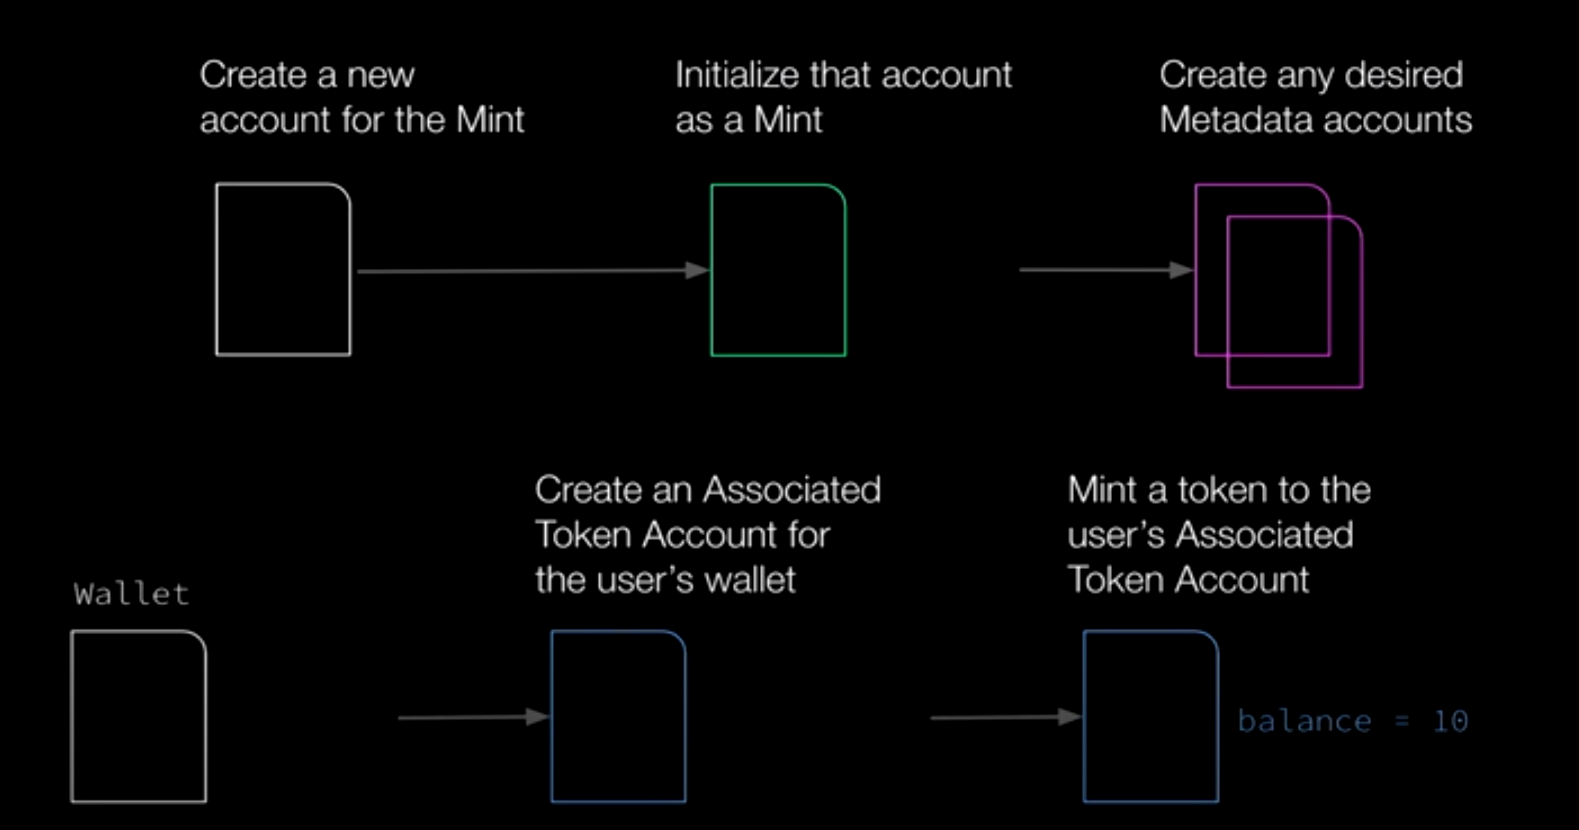 Create a new
account for the Mint
Initialize that account
as a Mint
Create any desired
Metadata accounts
Wallet
Create an Associated
Token Account for
the user’s wallet
Mint a token to the
user’s Associated
Token Account
balance = 10